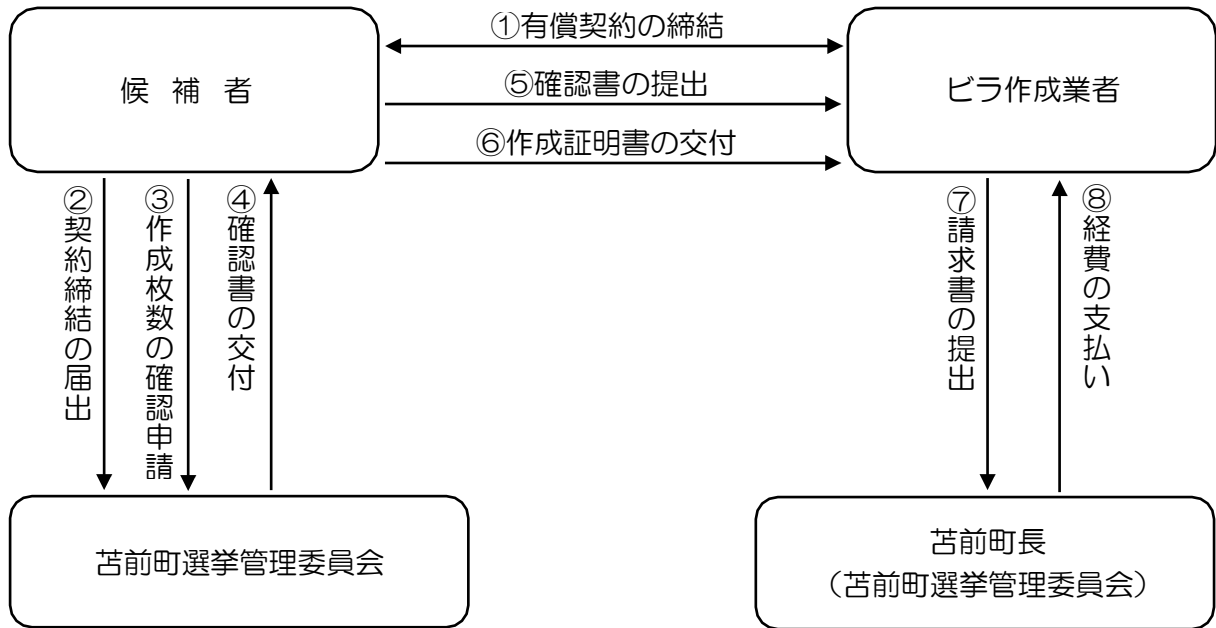 ①有償契約の締結
候 補 者
ビラ作成業者
⑤確認書の提出
⑥作成証明書の交付
②契約締結の届出
③作成枚数の確認申請
④確認書の交付
⑦請求書の提出
⑧経費の支払い
苫前町選挙管理委員会
苫前町長
（苫前町選挙管理委員会）